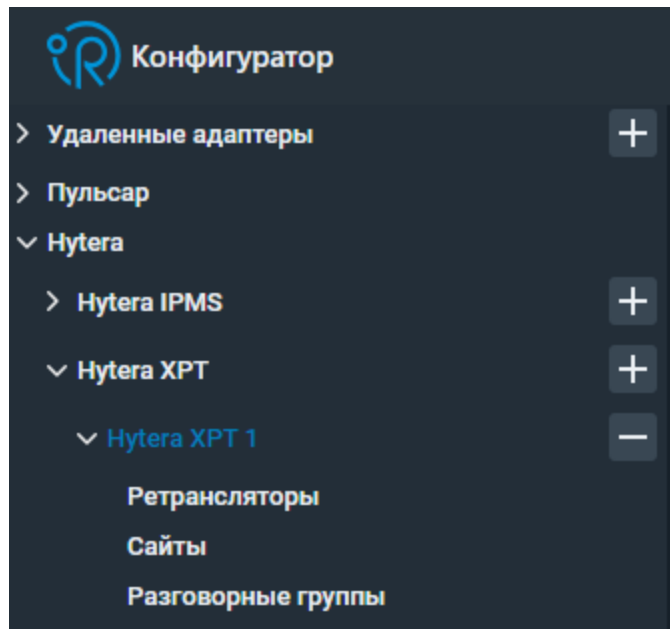 Конфигуратор
Удаленные адаптеры
Пульсар
Hytera
Hytera IPMS
Hytera XPT
Hytera XPT 1
Ретрансляторы
Сайты
Разговорные группы